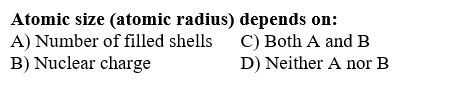 Atomic size (atomic radius) depends on:
A) Number of filled shells C) Both A and B
B) Nuclear charge D) Neither A nor B